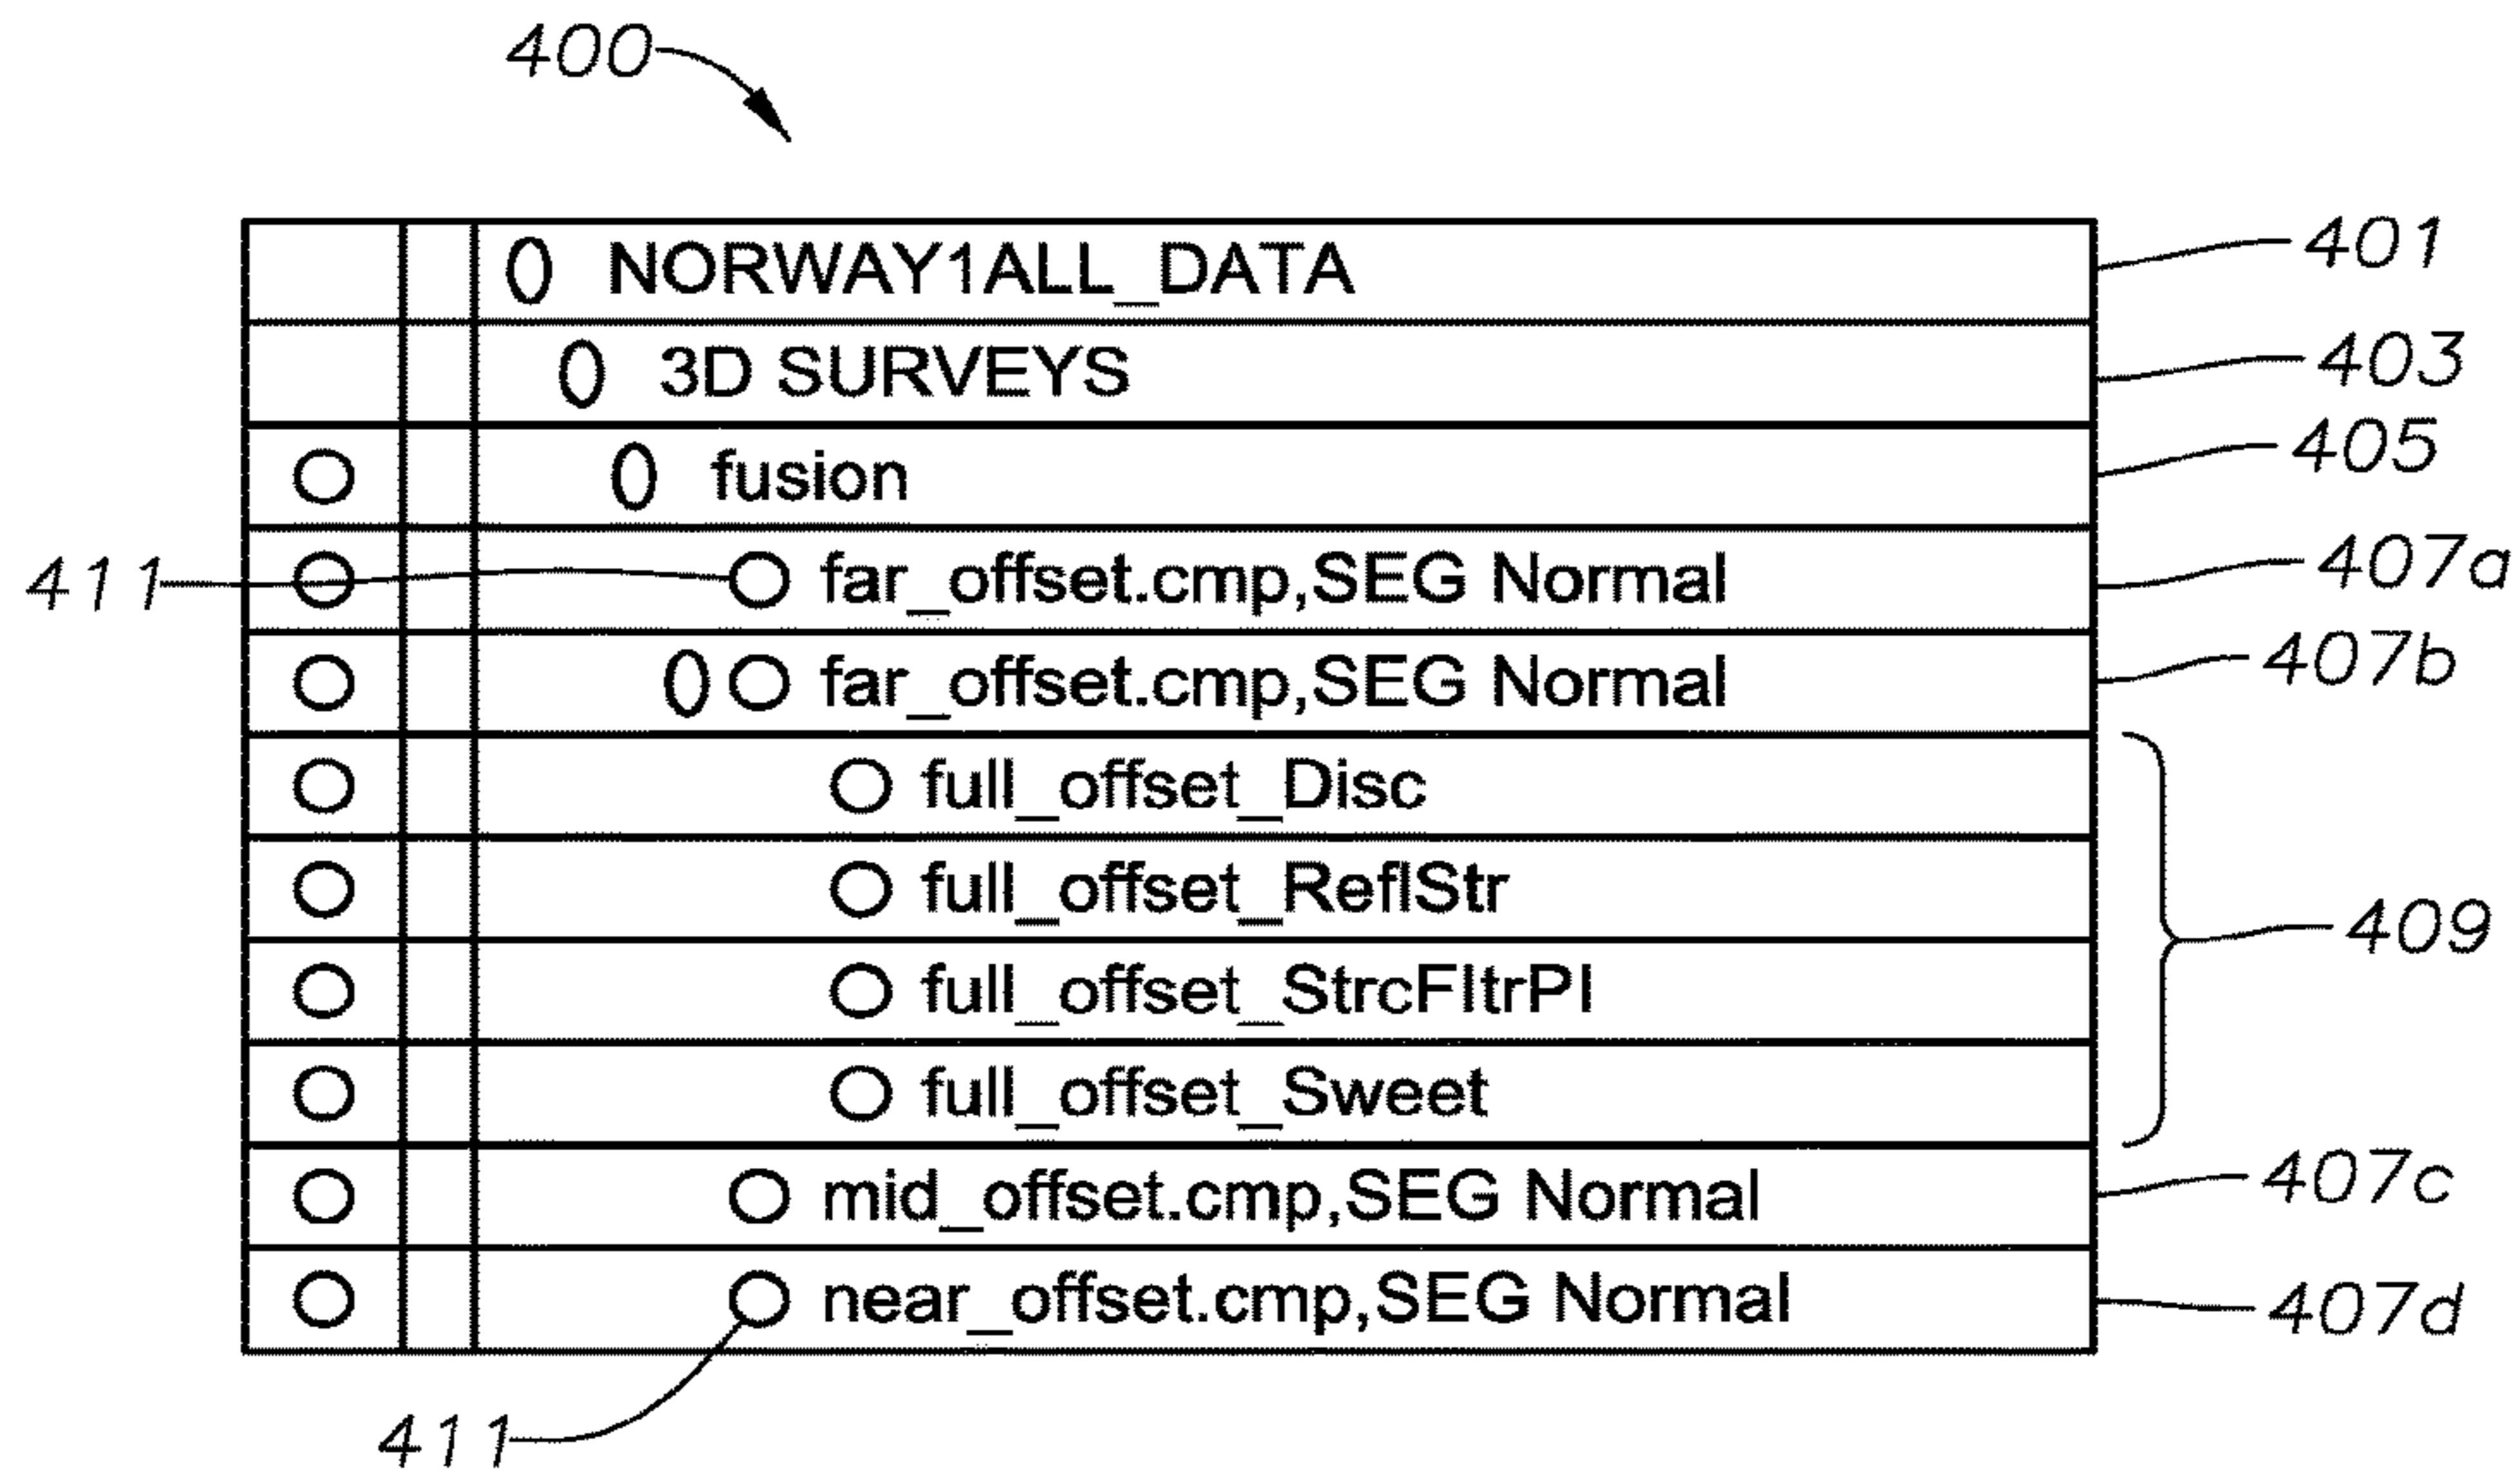 400
NORWAY1ALL_DATA 401
3D SURVEYS 403
fusion 405
411 far_offset.cmp,SEG Normal 407a
far_offset.cmp,SEG Normal 407b
full_offset_Disc
full_offset_ReflStr
409
full_offset_StrcFltrPl
full_offset_Sweet
mid_offset.cmp,SEG Normal 407c
near_offset.cmp,SEG Normal 407d
411